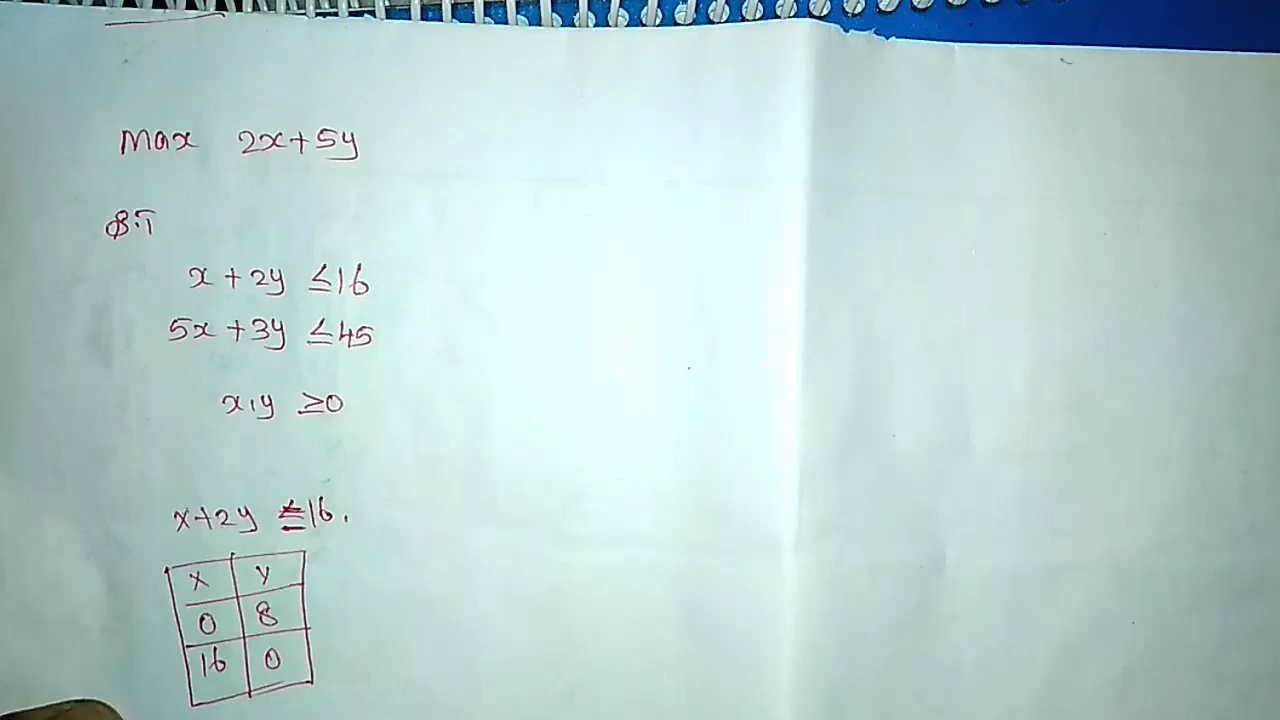 Max 2x+5y
S.T
x + 2y ≤ 16
5x + 3y ≤ 45
x, y ≥ 0
x+2y = 16.
x y
0 8
16 0